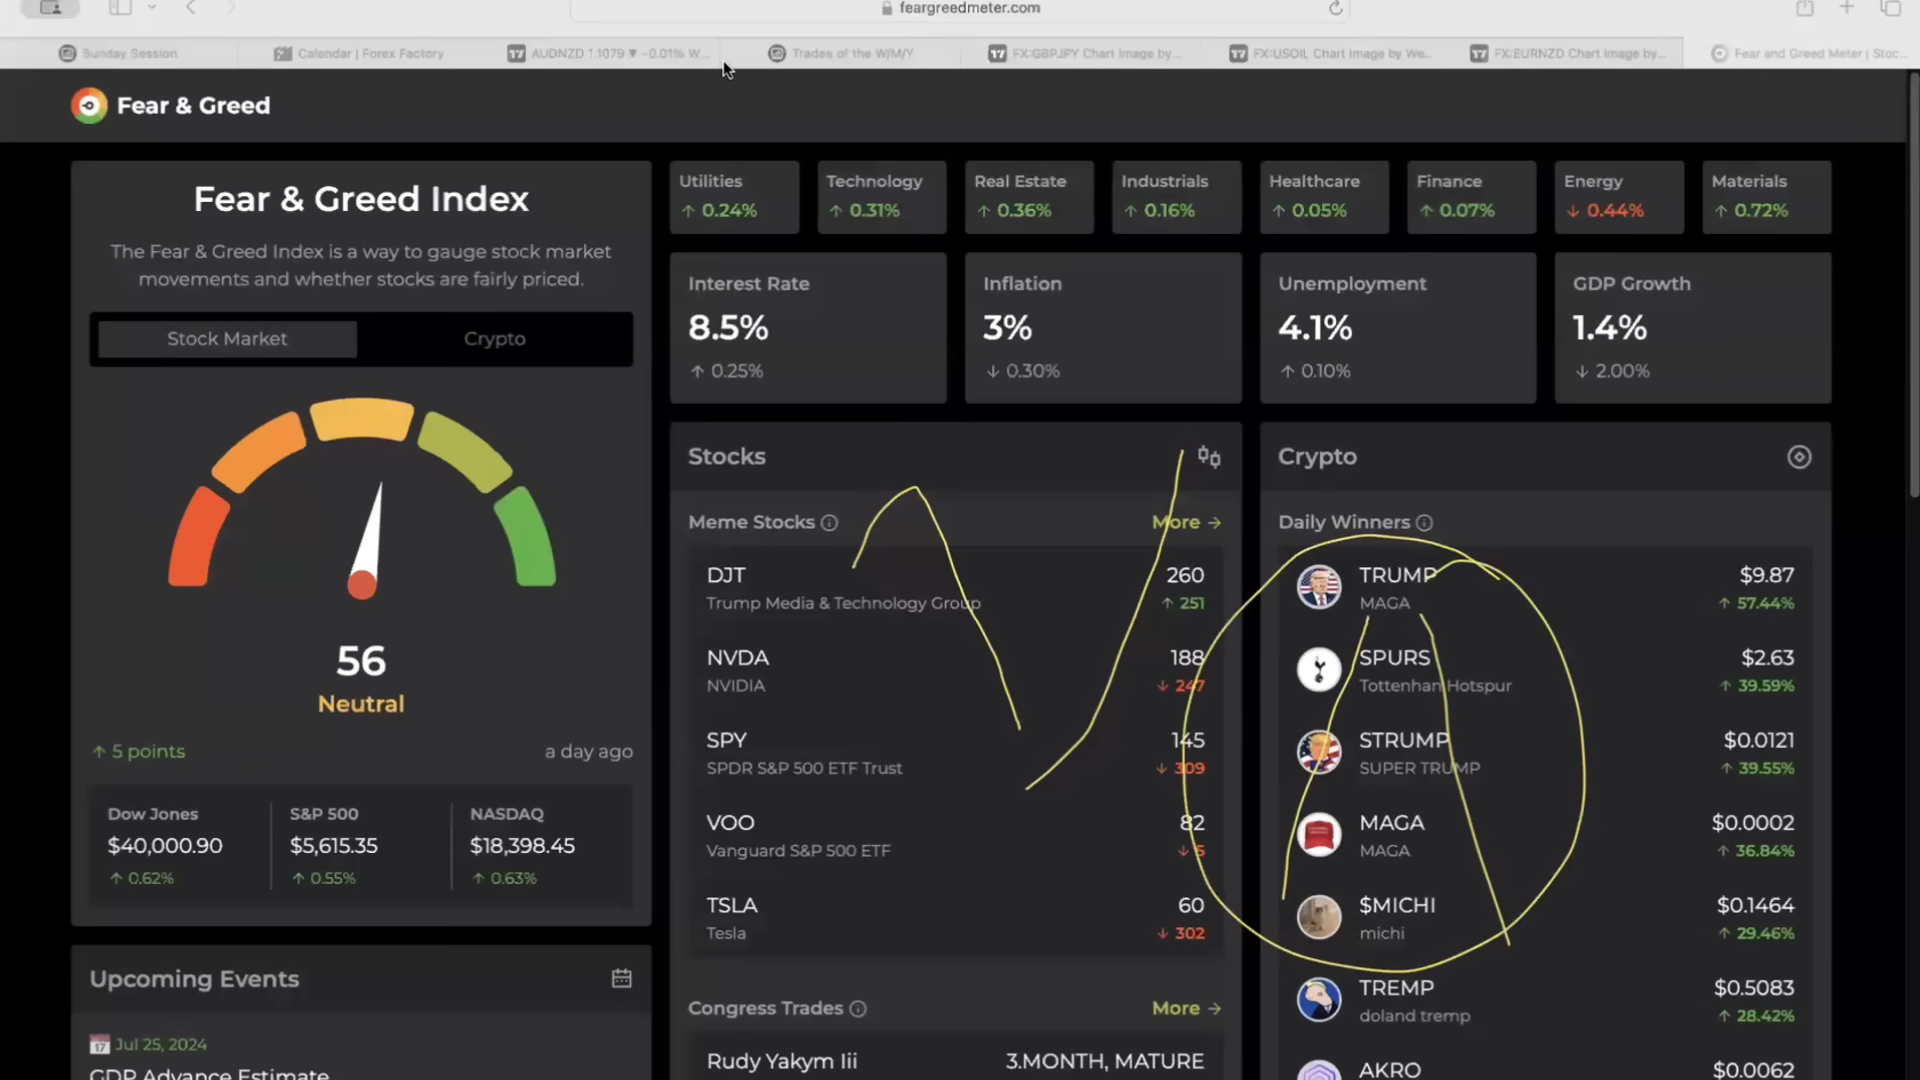 feargreedmeter.com
Sunday Session
Calendar | Forex Factory
AUDNZD 1.1079 ▼ −0.01% W...
Trades of the W/M/Y
FX:GBPJPY Chart Image by...
FX:USOIL Chart Image by We...
FX:EURNZD Chart Image by...
Fear and Greed Meter | Stoc...
Fear & Greed
Fear & Greed Index
The Fear & Greed Index is a way to gauge stock market
movements and whether stocks are fairly priced.
Stock Market
Crypto
56
Neutral
↑ 5 points
a day ago
Dow Jones
$40,000.90
↑ 0.62%
S&P 500
$5,615.35
↑ 0.55%
NASDAQ
$18,398.45
↑ 0.63%
Upcoming Events
17 Jul 25, 2024
GDP Advance Estimate
Utilities
↑ 0.24%
Technology
↑ 0.31%
Real Estate
↑ 0.36%
Industrials
↑ 0.16%
Healthcare
↑ 0.05%
Finance
↑ 0.07%
Energy
↓ 0.44%
Materials
↑ 0.72%
Interest Rate
8.5%
↑ 0.25%
Inflation
3%
↓ 0.30%
Unemployment
4.1%
↑ 0.10%
GDP Growth
1.4%
↓ 2.00%
Stocks
Meme Stocks
More →
DJT 260
Trump Media & Technology Group ↑ 251
NVDA 188
NVIDIA ↓ 247
SPY 145
SPDR S&P 500 ETF Trust ↓ 309
VOO 82
Vanguard S&P 500 ETF ↓ 5
TSLA 60
Tesla ↓ 302
Congress Trades
More →
Rudy Yakym Iii 3.MONTH, MATURE
Crypto
Daily Winners
TRUMP $9.87
MAGA ↑ 57.44%
SPURS $2.63
Tottenhan Hotspur ↑ 39.59%
STRUMP $0.0121
SUPER TRUMP ↑ 39.55%
MAGA $0.0002
MAGA ↑ 36.84%
$MICHI $0.1464
michi ↑ 29.46%
TREMP $0.5083
doland tremp ↑ 28.42%
AKRO $0.0062